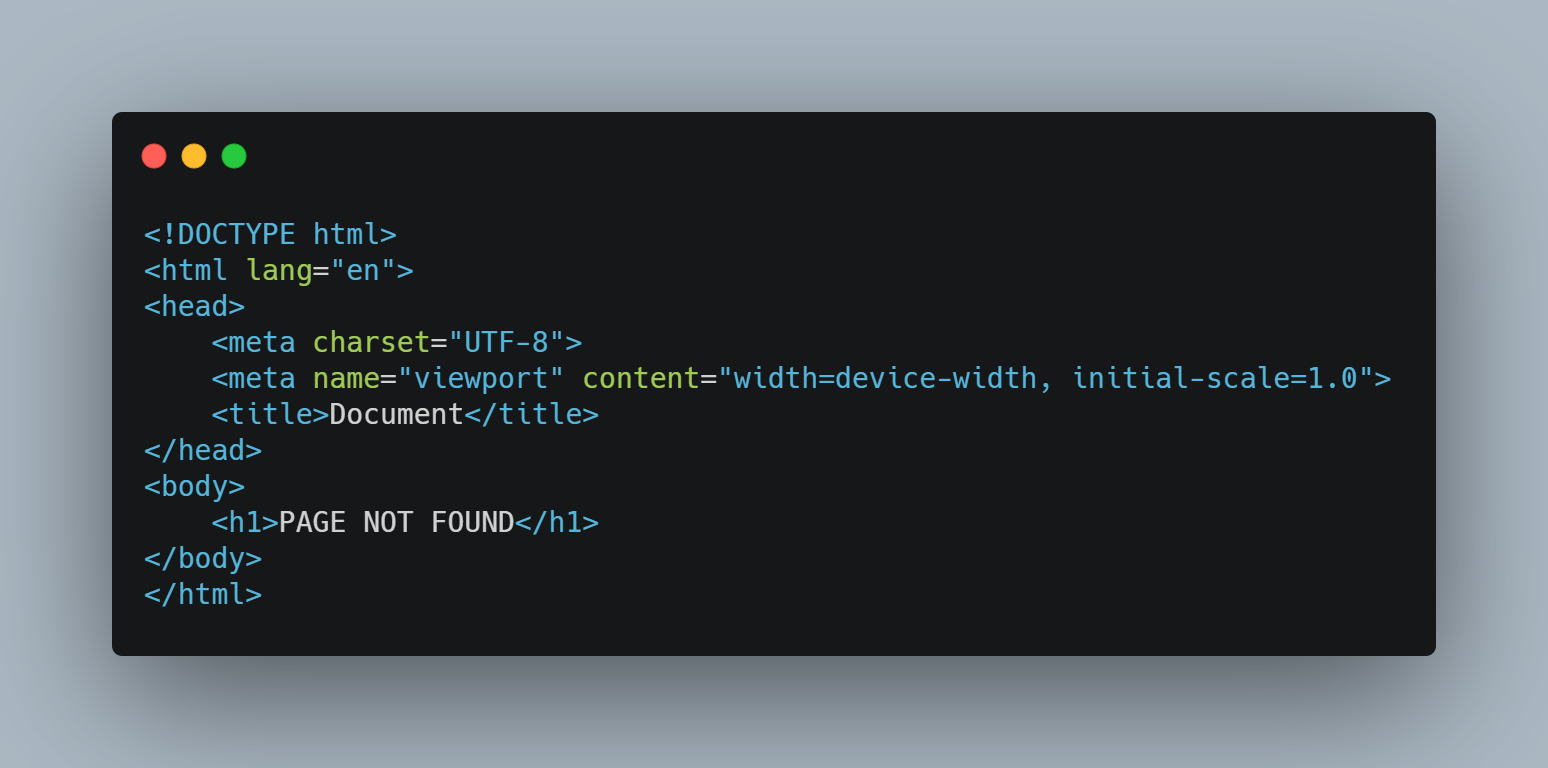 <!DOCTYPE html>
<html lang="en">
<head>
    <meta charset="UTF-8">
    <meta name="viewport" content="width=device-width, initial-scale=1.0">
    <title>Document</title>
</head>
<body>
    <h1>PAGE NOT FOUND</h1>
</body>
</html>